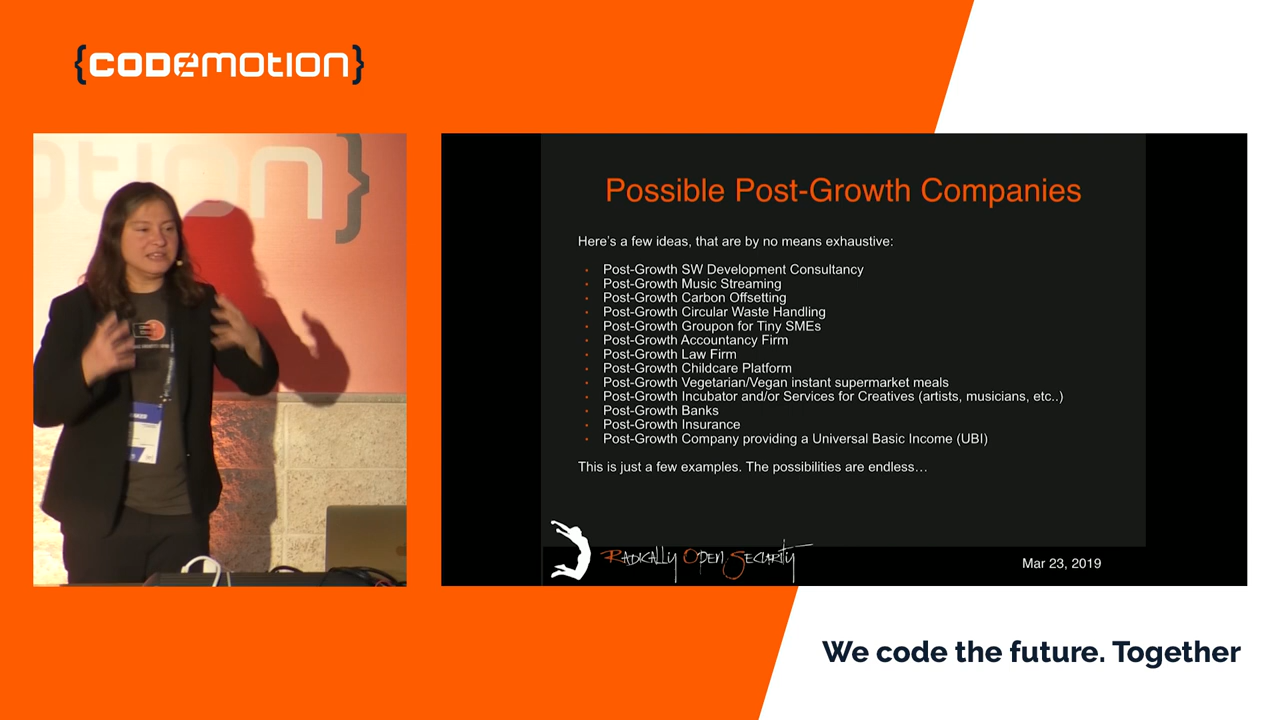 {codemotion}
otion}
Possible Post-Growth Companies
Here's a few ideas, that are by no means exhaustive:
Post-Growth SW Development Consultancy
Post-Growth Music Streaming
Post-Growth Carbon Offsetting
Post-Growth Circular Waste Handling
Post-Growth Groupon for Tiny SMEs
Post-Growth Accountancy Firm
Post-Growth Law Firm
Post-Growth Childcare Platform
Post-Growth Vegetarian/Vegan instant supermarket meals
Post-Growth Incubator and/or Services for Creatives (artists, musicians, etc..)
Post-Growth Banks
Post-Growth Insurance
Post-Growth Company providing a Universal Basic Income (UBI)
This is just a few examples. The possibilities are endless…
Radically Open Security
Mar 23, 2019
We code the future. Together